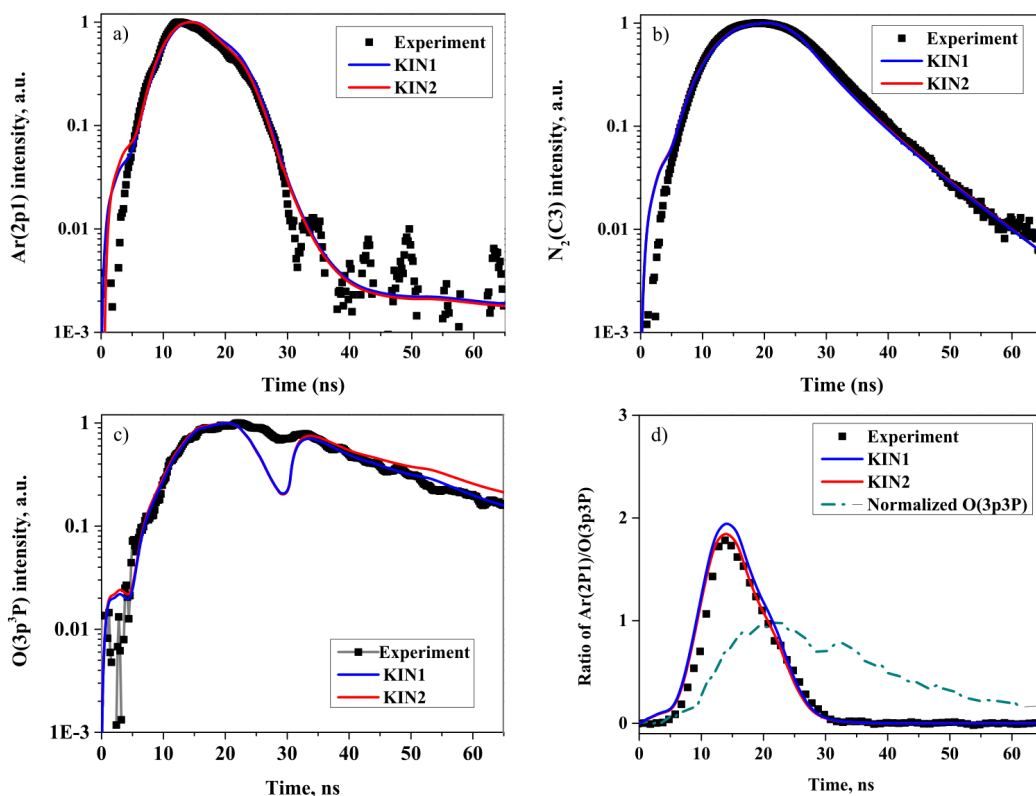 a)
Experiment
KIN1
KIN2
Ar(2p1) intensity, a.u.
1
0.1
0.01
1E-3
0 10 20 30 40 50 60
Time (ns)
b)
Experiment
KIN1
KIN2
N2(C3) intensity, a.u.
1
0.1
0.01
1E-3
0 10 20 30 40 50 60
Time (ns)
c)
Experiment
KIN1
KIN2
O(3p³P) intensity, a.u.
1
0.1
0.01
1E-3
0 10 20 30 40 50 60
Time, ns
d)
Experiment
KIN1
KIN2
Normalized O(3p3P)
Ratio of Ar(2P1)/O(3p3P)
3
2
1
0
0 10 20 30 40 50 60
Time, ns